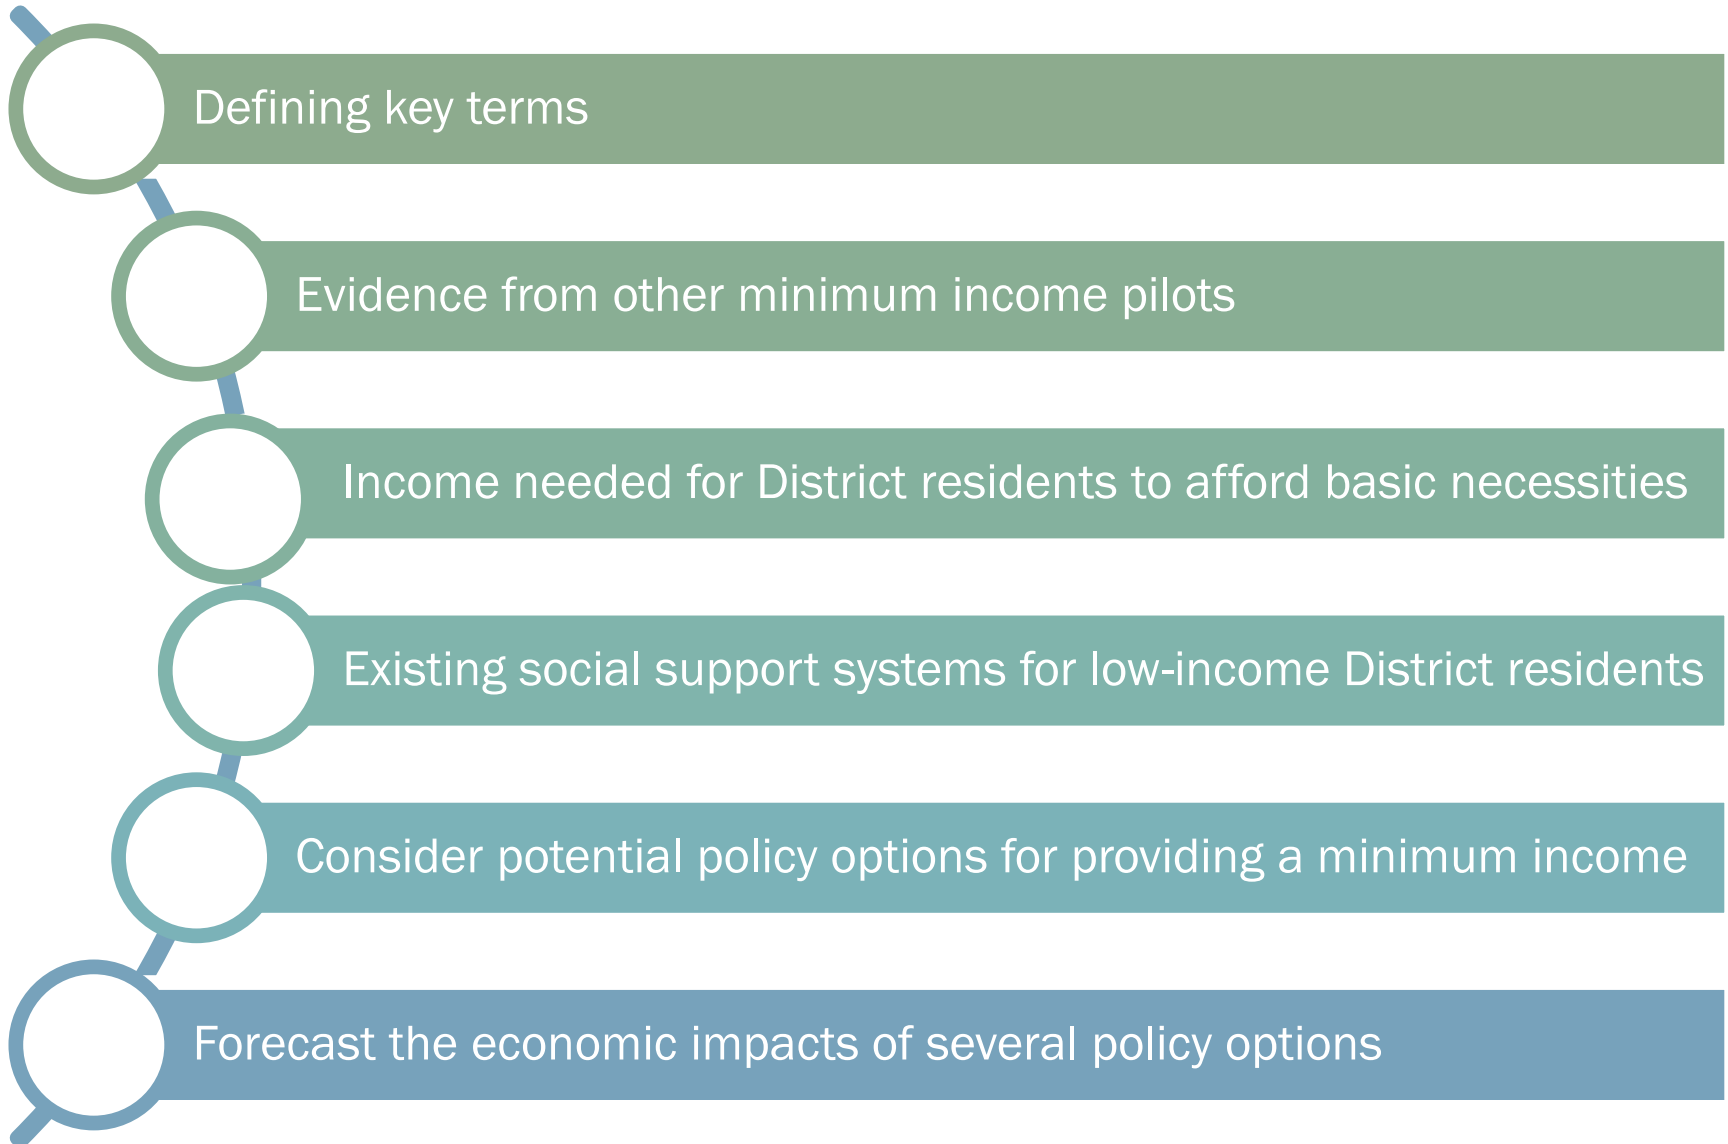 Defining key terms
Evidence from other minimum income pilots
Income needed for District residents to afford basic necessities
Existing social support systems for low-income District residents
Consider potential policy options for providing a minimum income
Forecast the economic impacts of several policy options